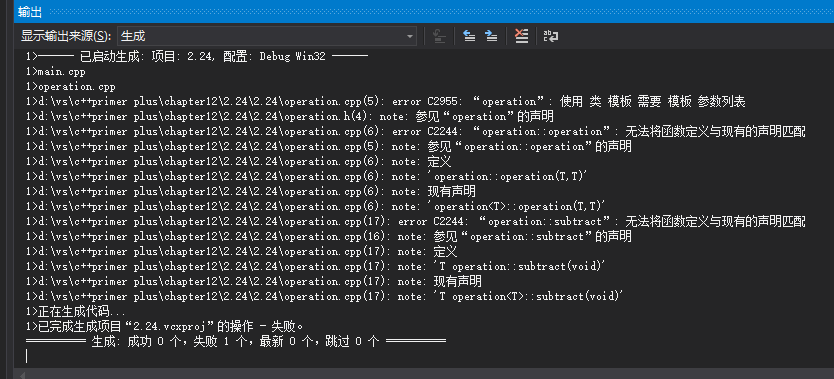 输出
显示输出来源(S): 生成
1>------ 已启动生成: 项目: 2.24, 配置: Debug Win32 ------
1>main.cpp
1>operation.cpp
1>d:\vs\c++primer plus\chapter12\2.24\2.24\operation.cpp(5): error C2955: “operation”: 使用 类 模板 需要 模板 参数列表
1>d:\vs\c++primer plus\chapter12\2.24\2.24\operation.h(4): note: 参见“operation”的声明
1>d:\vs\c++primer plus\chapter12\2.24\2.24\operation.cpp(6): error C2244: “operation::operation”: 无法将函数定义与现有的声明匹配
1>d:\vs\c++primer plus\chapter12\2.24\2.24\operation.cpp(5): note: 参见“operation::operation”的声明
1>d:\vs\c++primer plus\chapter12\2.24\2.24\operation.cpp(6): note: 定义
1>d:\vs\c++primer plus\chapter12\2.24\2.24\operation.cpp(6): note: 'operation::operation(T,T)'
1>d:\vs\c++primer plus\chapter12\2.24\2.24\operation.cpp(6): note: 现有声明
1>d:\vs\c++primer plus\chapter12\2.24\2.24\operation.cpp(6): note: 'operation<T>::operation(T,T)'
1>d:\vs\c++primer plus\chapter12\2.24\2.24\operation.cpp(17): error C2244: “operation::subtract”: 无法将函数定义与现有的声明匹配
1>d:\vs\c++primer plus\chapter12\2.24\2.24\operation.cpp(16): note: 参见“operation::subtract”的声明
1>d:\vs\c++primer plus\chapter12\2.24\2.24\operation.cpp(17): note: 定义
1>d:\vs\c++primer plus\chapter12\2.24\2.24\operation.cpp(17): note: 'T operation::subtract(void)'
1>d:\vs\c++primer plus\chapter12\2.24\2.24\operation.cpp(17): note: 现有声明
1>d:\vs\c++primer plus\chapter12\2.24\2.24\operation.cpp(17): note: 'T operation<T>::subtract(void)'
1>正在生成代码...
1>已完成生成项目“2.24.vcxproj”的操作 - 失败。
========== 生成: 成功 0 个，失败 1 个，最新 0 个，跳过 0 个 ==========